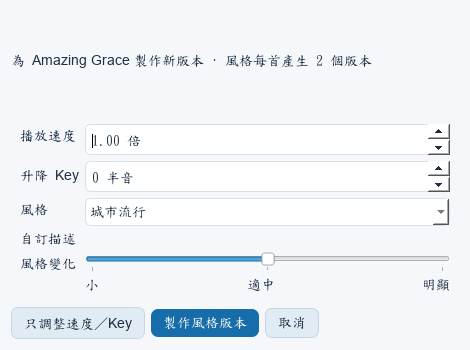 為 Amazing Grace 製作新版本 · 風格每首產生 2 個版本
播放速度 1.00 倍
升降 Key 0 半音
風格 城市流行
自訂描述
風格變化
小 適中 明顯
只調整速度／Key 製作風格版本 取消